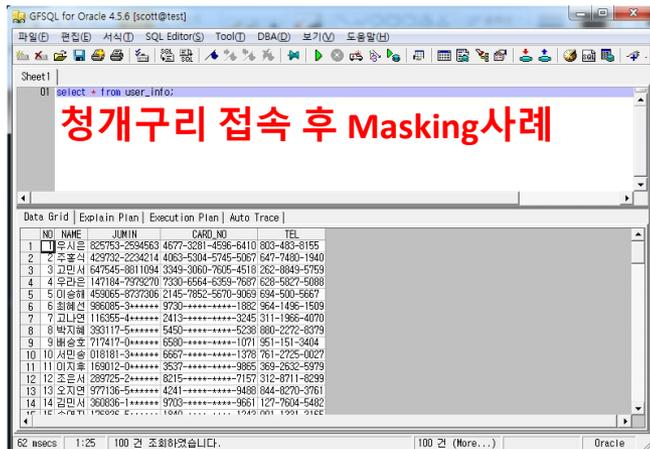 GFSQL for Oracle 4.5.6 [scott@test]
파일(F) 편집(E) 서식(T) SQL Editor(S) Tool(T) DBA(D) 보기(V) 도움말(H)
Sheet1
01 select * from user_info;
청개구리 접속 후 Masking사례
Data Grid Explain Plan Execution Plan Auto Trace
NO NAME JUMIN CARD_NO TEL
1 1 우시은 825753-2594563 4677-3281-4596-6410 803-483-8155
2 2 주홍식 429732-2234214 4063-5304-5745-5067 647-7480-1940
3 3 고민서 647545-8811094 3349-3060-7605-4518 262-8849-5759
4 4 우라은 147184-7979270 7330-6564-6359-7687 628-5827-5088
5 5 이승해 459065-8737306 2145-7852-5670-9069 694-500-5667
6 6 최혜선 986085-3****** 9730-****-****-1882 964-1496-1509
7 7 고나연 116355-4****** 2413-****-****-3245 311-1966-4070
8 8 박지혜 393117-5****** 5450-****-****-5238 880-2272-8379
9 9 배승호 717417-0****** 6580-****-****-1071 951-151-3404
10 10 서민송 018181-3****** 6667-****-****-1378 761-2725-0027
11 11 이지후 169012-0****** 3537-****-****-9865 369-2632-5979
12 12 조은서 289725-2****** 8215-****-****-7157 312-8711-8299
13 13 오지연 977136-5****** 4241-****-****-9488 844-8270-3761
14 14 김민서 360836-1****** 9703-****-****-9661 127-7604-5482
62 msecs 1:25 100 건 조회하였습니다. 100 건 (More...) Oracle